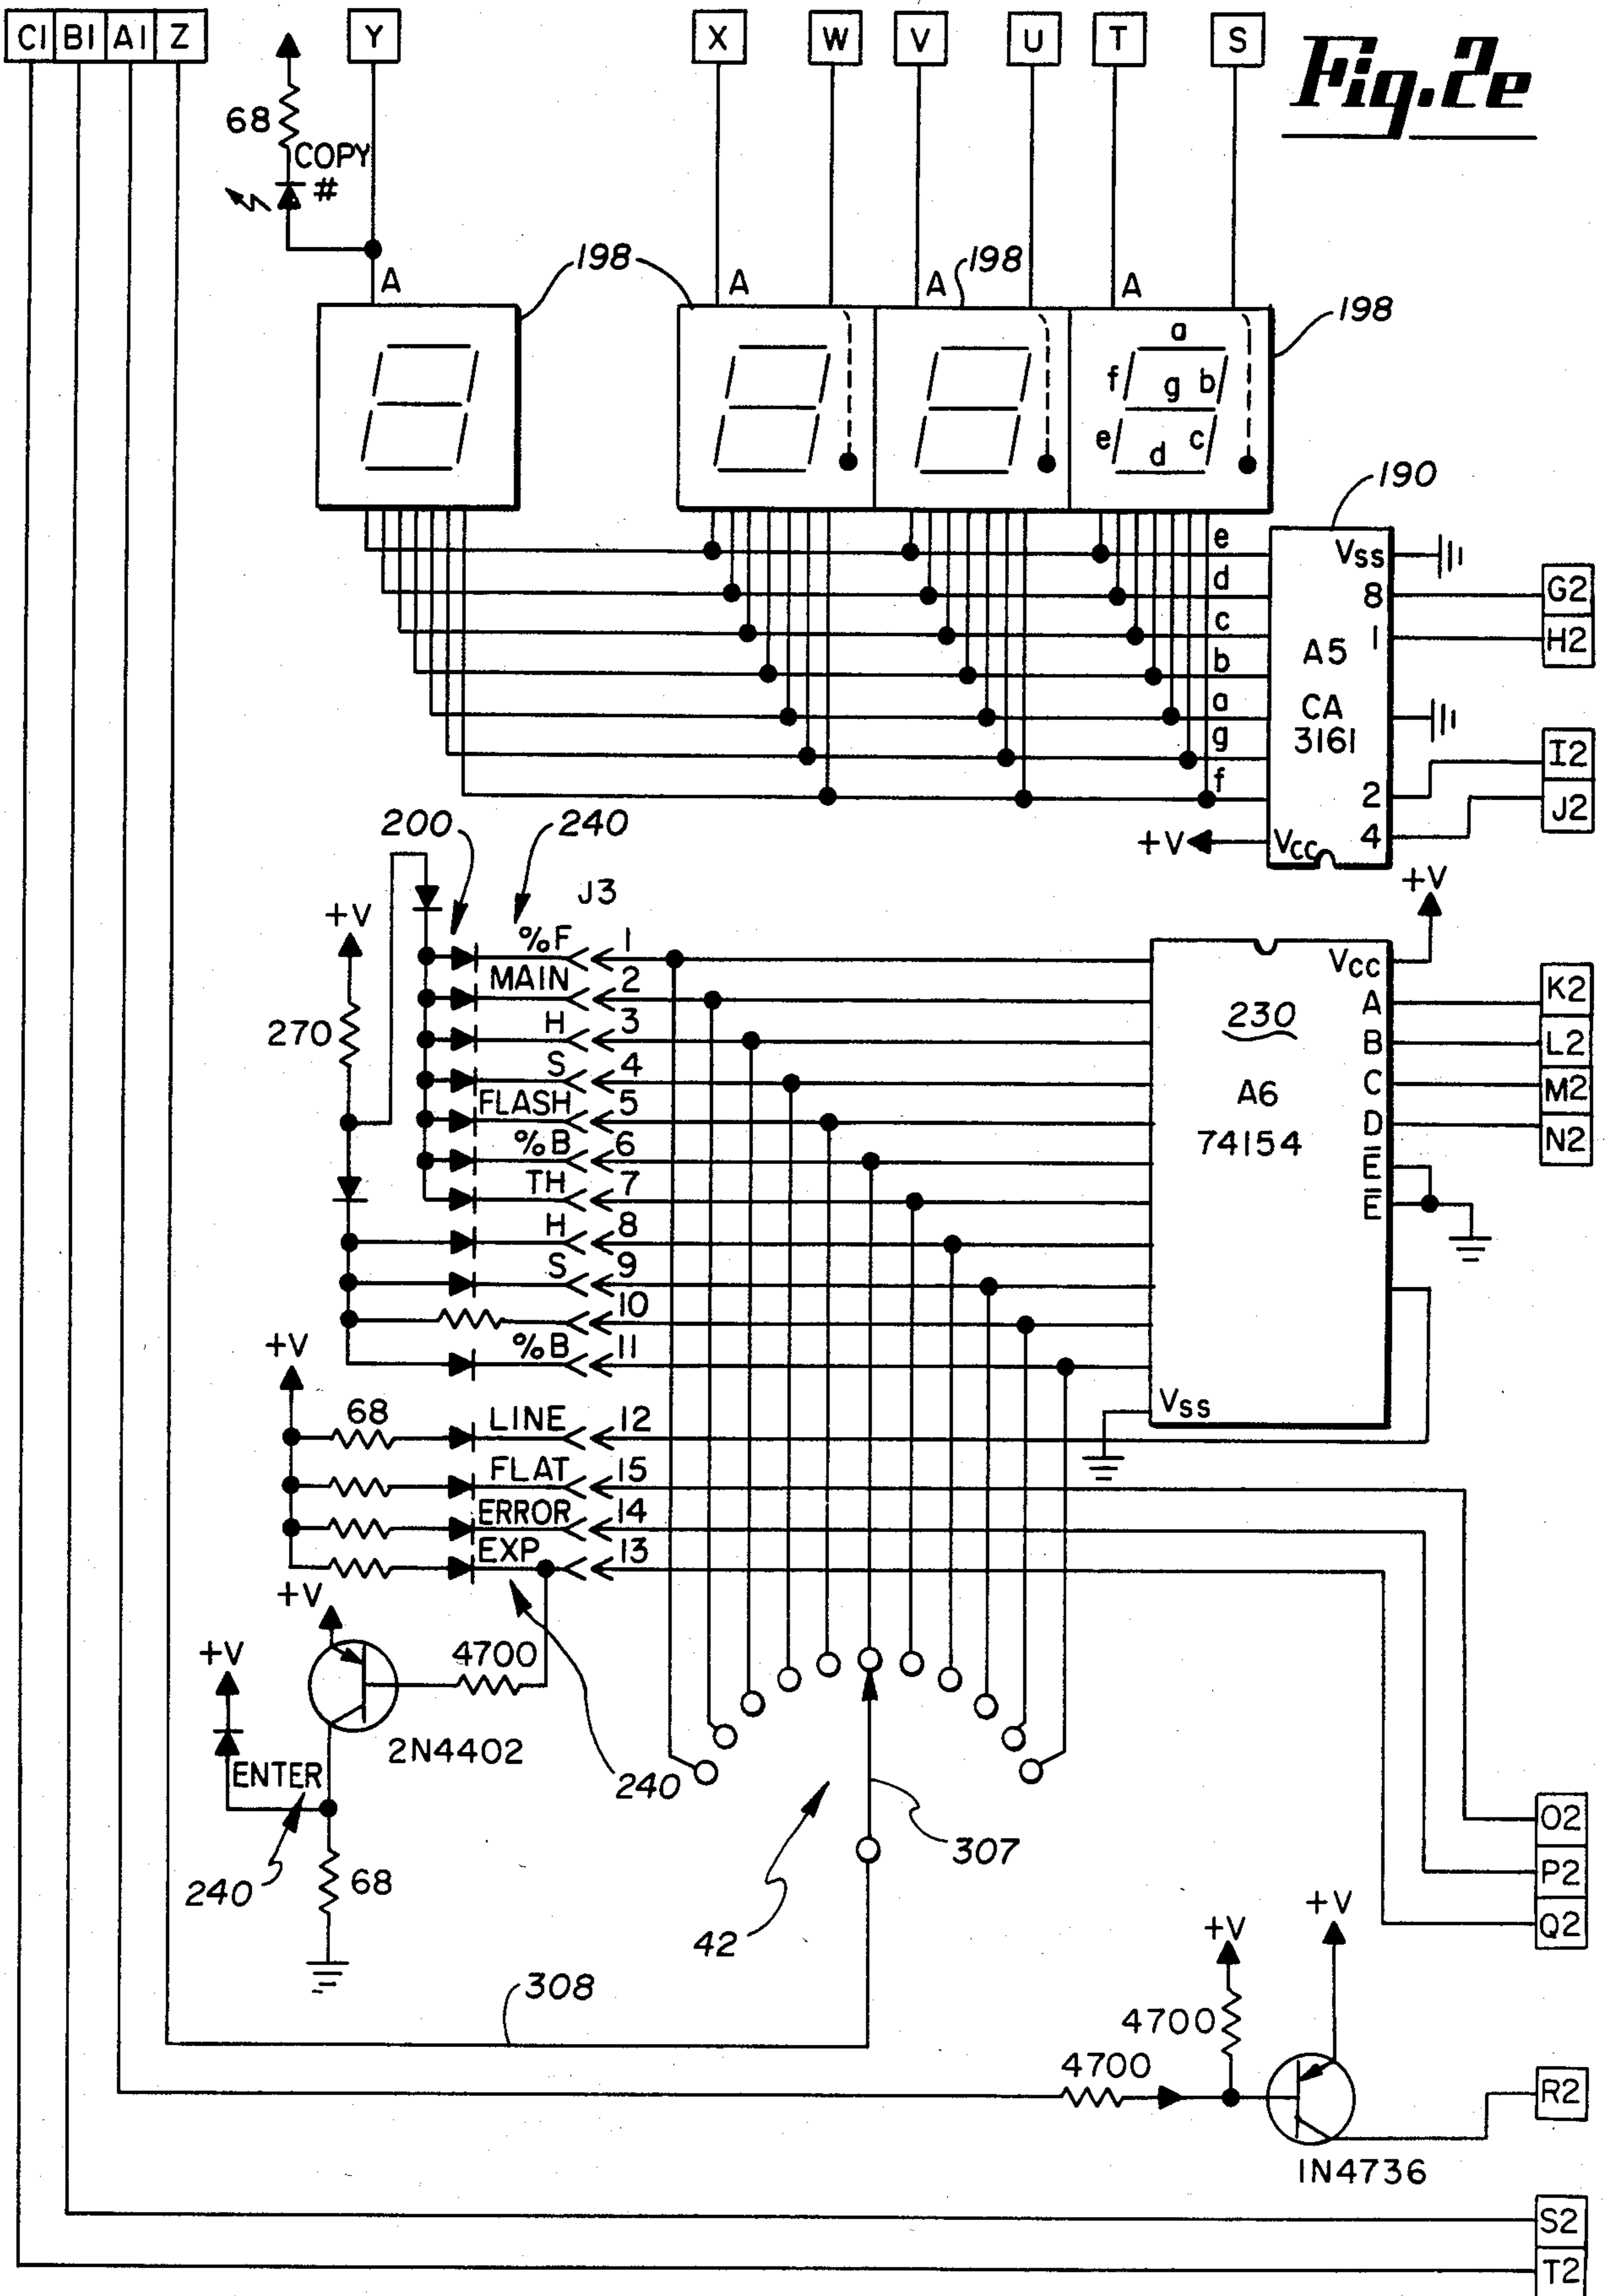 C1 B1 A1 Z Y X W V U T S
Fig.2e
68
COPY
#
A
198
A
A
198
A
198
a
f g b
e d c
190
e
d
c
b
a
g
f
VSS
8
1
A5
CA
3161
2
4
VCC
+V
G2
H2
I2
J2
200
240
J3
+V
270
%F 1
MAIN 2
H 3
S 4
FLASH 5
%B 6
TH 7
H 8
S 9
10
%B 11
+V
68
LINE 12
FLAT 15
ERROR 14
EXP 13
+V
VCC
A
B
C
D
E̅
E̅
230
A6
74154
VSS
K2
L2
M2
N2
+V
+V
4700
2N4402
ENTER
240
240
68
42
307
308
O2
P2
Q2
+V
+V
4700
4700
1N4736
R2
S2
T2